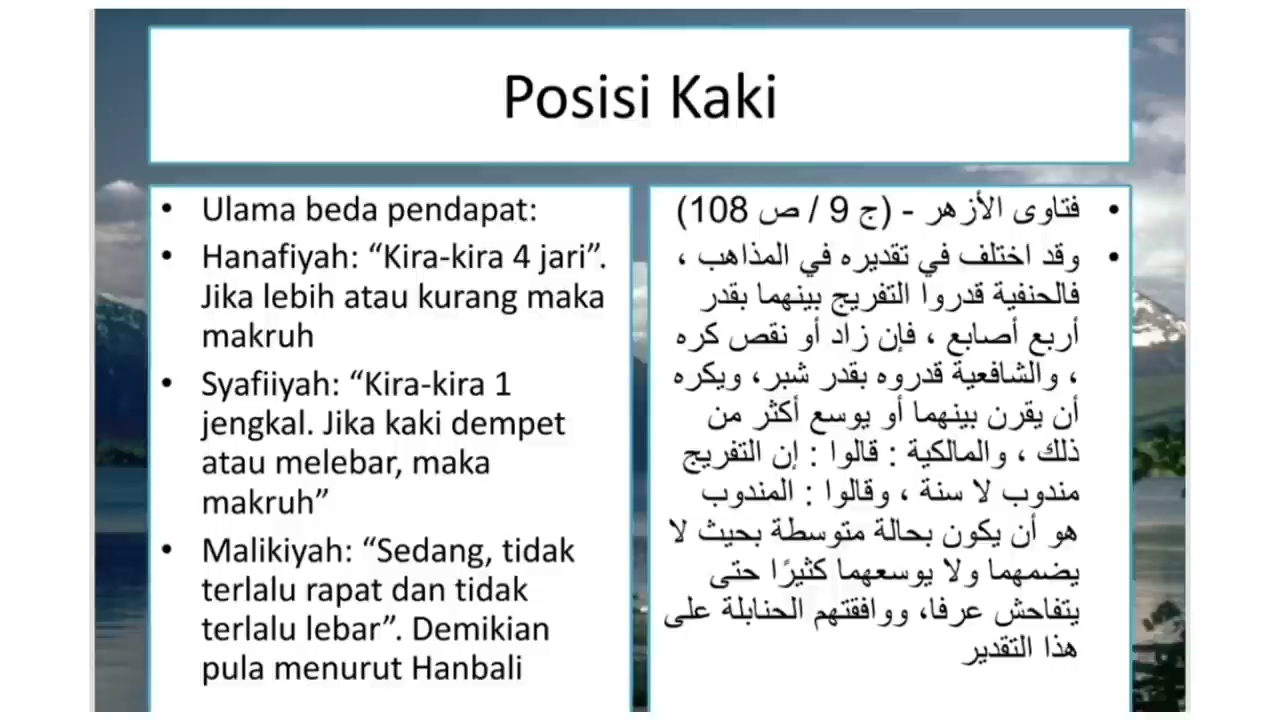 Posisi Kaki
• Ulama beda pendapat:
• Hanafiyah: “Kira-kira 4 jari”.
Jika lebih atau kurang maka
makruh
• Syafiiyah: “Kira-kira 1
jengkal. Jika kaki dempet
atau melebar, maka
makruh”
• Malikiyah: “Sedang, tidak
terlalu rapat dan tidak
terlalu lebar”. Demikian
pula menurut Hanbali
• فتاوى الأزهر - (ج 9 / ص 108)
• وقد اختلف في تقديره في المذاهب ،
فالحنفية قدروا التفريج بينهما بقدر
أربع أصابع ، فإن زاد أو نقص كره
، والشافعية قدروه بقدر شبر، ويكره
أن يقرن بينهما أو يوسع أكثر من
ذلك ، والمالكية : قالوا : إن التفريج
مندوب لا سنة ، وقالوا : المندوب
هو أن يكون بحالة متوسطة بحيث لا
يضمهما ولا يوسعهما كثيرًا حتى
يتفاحش عرفا، ووافقتهم الحنابلة على
هذا التقدير